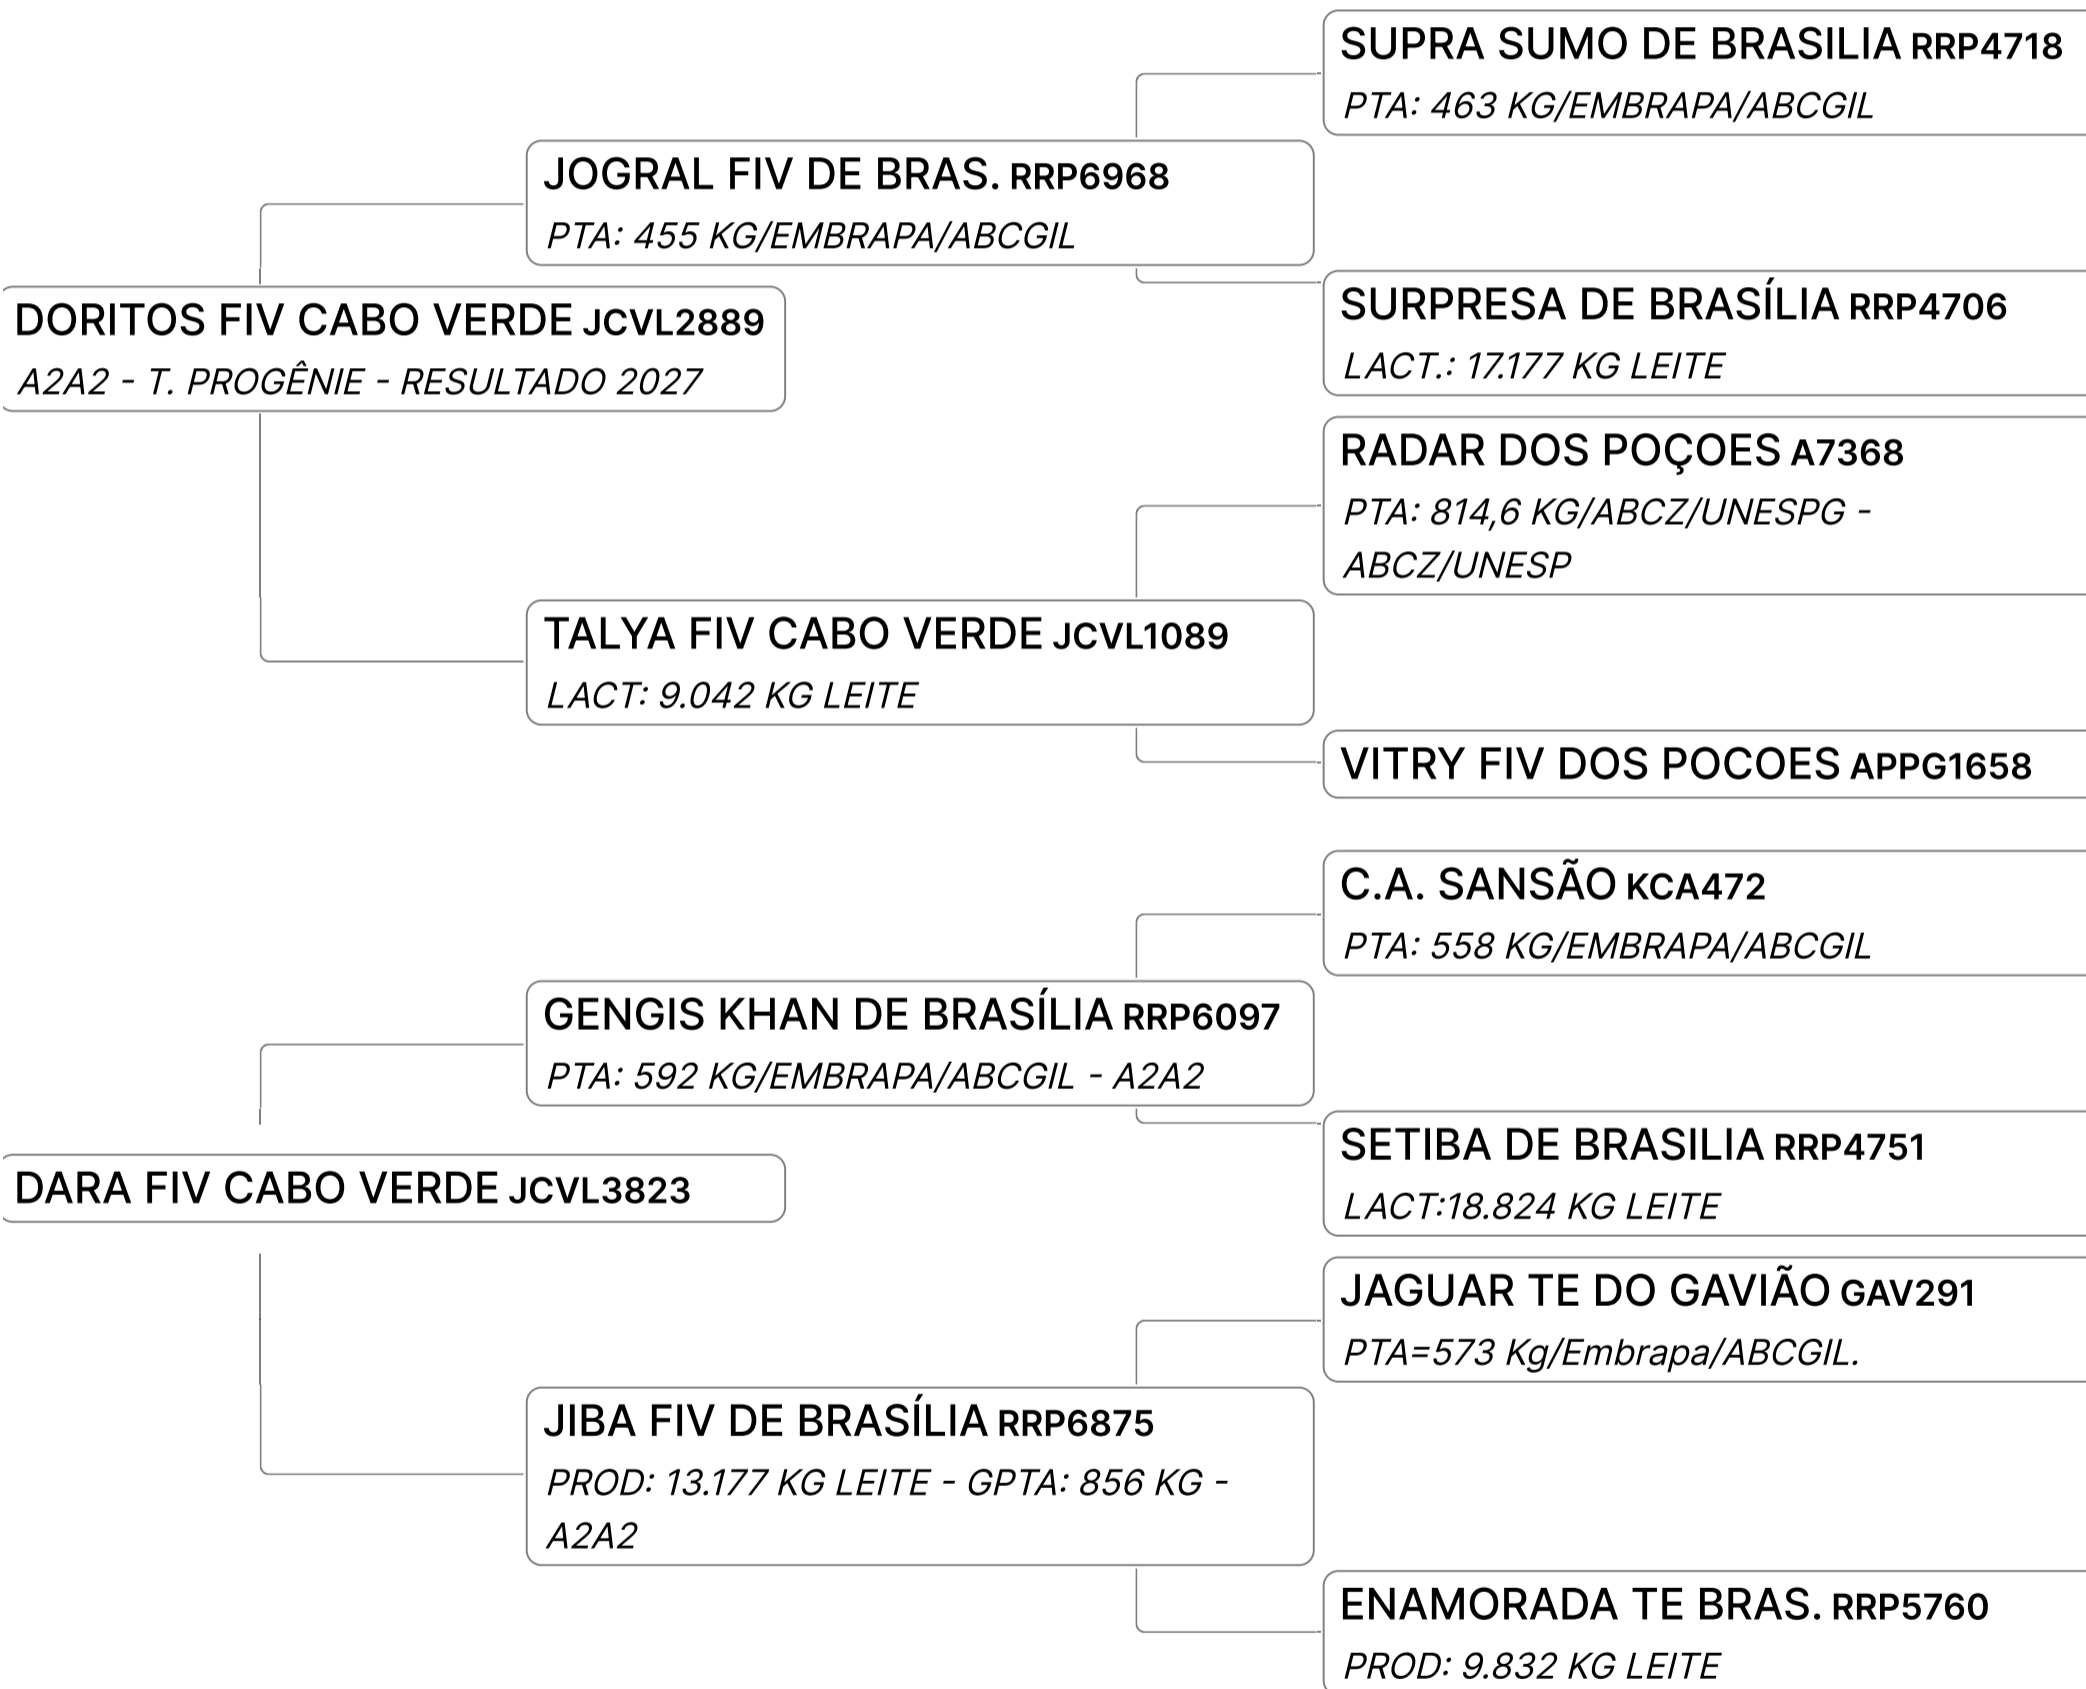 SUPRA SUMO DE BRASILIA RRP4718
PTA: 463 KG/EMBRAPA/ABCGIL
JOGRAL FIV DE BRAS. RRP6968
PTA: 455 KG/EMBRAPA/ABCGIL
SURPRESA DE BRASÍLIA RRP4706
LACT.: 17.177 KG LEITE
DORITOS FIV CABO VERDE JCVL2889
A2A2 - T. PROGÊNIE - RESULTADO 2027
RADAR DOS POÇOES A7368
PTA: 814,6 KG/ABCZ/UNESPG -
ABCZ/UNESP
TALYA FIV CABO VERDE JCVL1089
LACT: 9.042 KG LEITE
VITRY FIV DOS POCOES APPG1658
C.A. SANSÃO KCA472
PTA: 558 KG/EMBRAPA/ABCGIL
GENGIS KHAN DE BRASÍLIA RRP6097
PTA: 592 KG/EMBRAPA/ABCGIL - A2A2
SETIBA DE BRASILIA RRP4751
LACT:18.824 KG LEITE
DARA FIV CABO VERDE JCVL3823
JAGUAR TE DO GAVIÃO GAV291
PTA=573 Kg/Embrapa/ABCGIL.
JIBA FIV DE BRASÍLIA RRP6875
PROD: 13.177 KG LEITE - GPTA: 856 KG -
A2A2
ENAMORADA TE BRAS. RRP5760
PROD: 9.832 KG LEITE